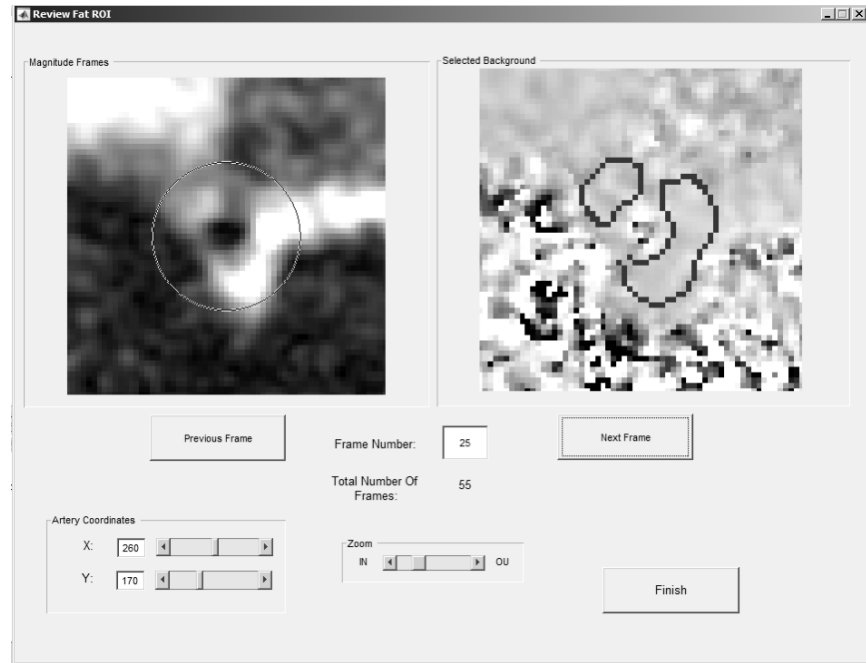 Review Fat ROI
Magnitude Frames
Selected Background
Previous Frame
Frame Number:
25
Next Frame
Total Number Of
Frames:
55
Artery Coordinates
X:
260
Y:
170
Zoom
IN
OU
Finish